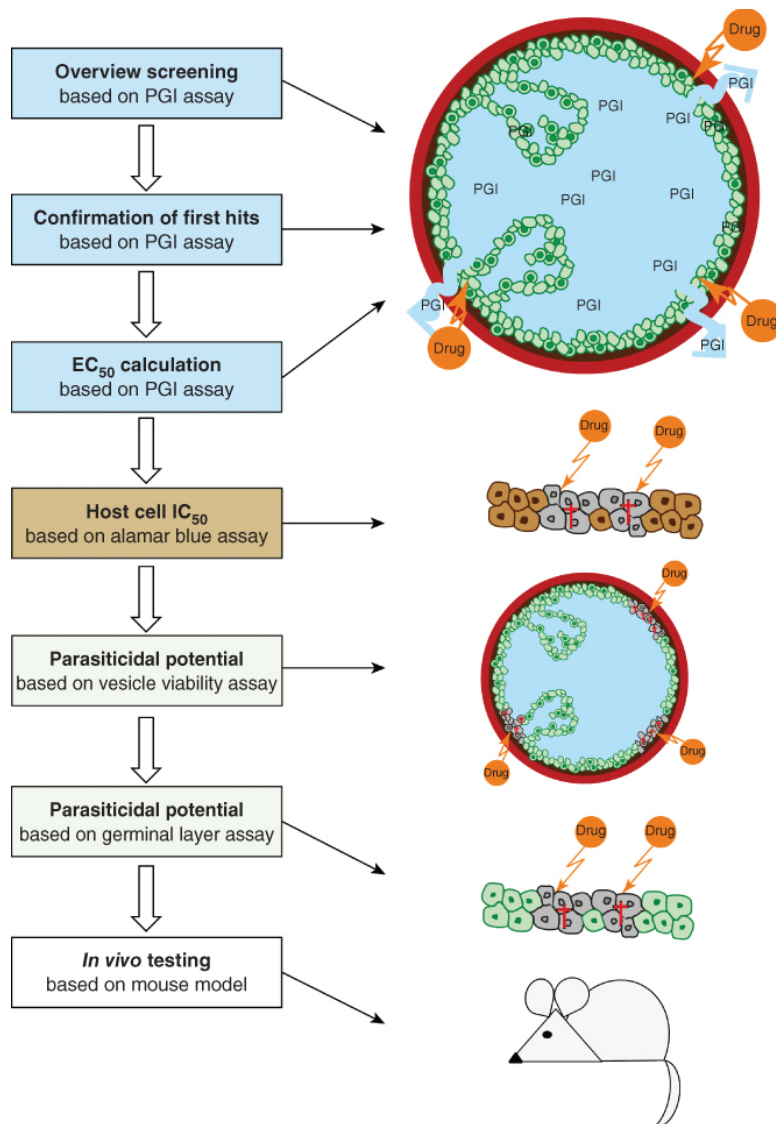 Overview screening
based on PGI assay
Confirmation of first hits
based on PGI assay
EC50 calculation
based on PGI assay
Host cell IC50
based on alamar blue assay
Parasiticidal potential
based on vesicle viability assay
Parasiticidal potential
based on germinal layer assay
In vivo testing
based on mouse model
Drug
PGI
PGI
PGI
PGI
PGI
PGI
PGI
PGI
PGI
PGI
PGI
PGI
PGI
Drug
Drug
PGI
Drug
Drug
Drug
Drug
Drug
Drug
Drug